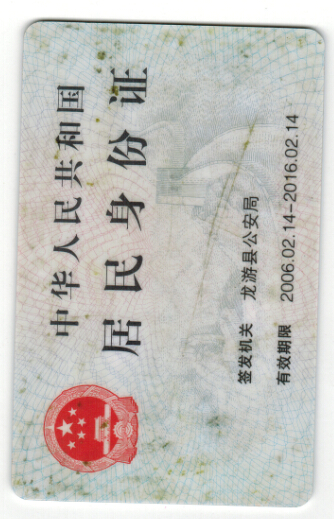 中华人民共和国
居民身份证
签发机关 龙游县公安局
有效期限 2006.02.14-2016.02.14